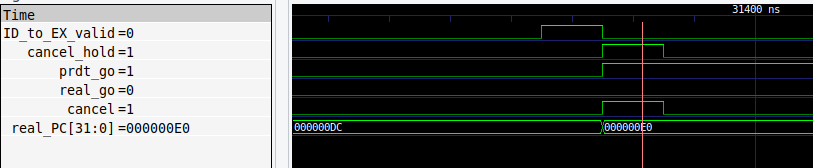 Time
31400 ns
ID_to_EX_valid=0
cancel_hold=1
prdt_go=1
real_go=0
cancel=1
real_PC[31:0]=000000E0
000000DC
000000E0